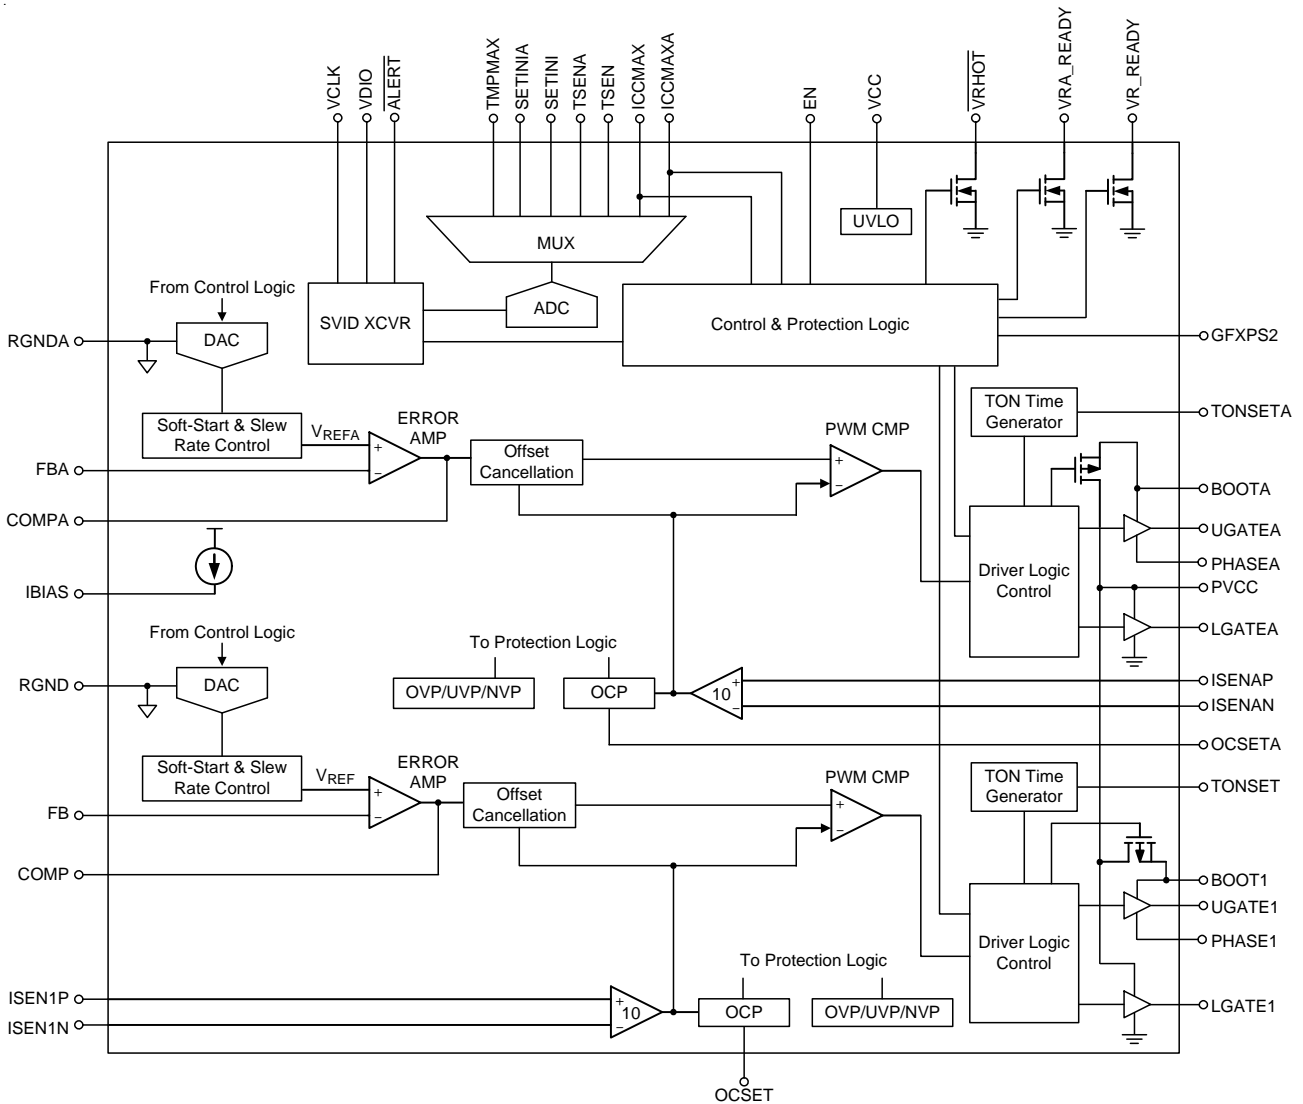 VCLK
VDIO
ALERT
TMPMAX
SETINIA
SETINI
TSENA
TSEN
ICCMAX
ICCMAXA
EN
VCC
VRHOT
VRA_READY
VR_READY
UVLO
MUX
ADC
From Control Logic
SVID XCVR
Control & Protection Logic
RGNDA
DAC
GFXPS2
Soft-Start & Slew
Rate Control
VREFA
ERROR
AMP
+
−
Offset
Cancellation
PWM CMP
+
−
TON Time
Generator
TONSETA
FBA
COMPA
BOOTA
UGATEA
PHASEA
Driver Logic
Control
PVCC
LGATEA
IBIAS
From Control Logic
To Protection Logic
RGND
DAC
OVP/UVP/NVP
OCP
10
+
−
ISENAP
ISENAN
OCSETA
Soft-Start & Slew
Rate Control
VREF
ERROR
AMP
+
−
Offset
Cancellation
PWM CMP
+
−
TON Time
Generator
TONSET
FB
COMP
BOOT1
UGATE1
PHASE1
Driver Logic
Control
To Protection Logic
ISEN1P
ISEN1N
+
−
10
OCP
OVP/UVP/NVP
LGATE1
OCSET